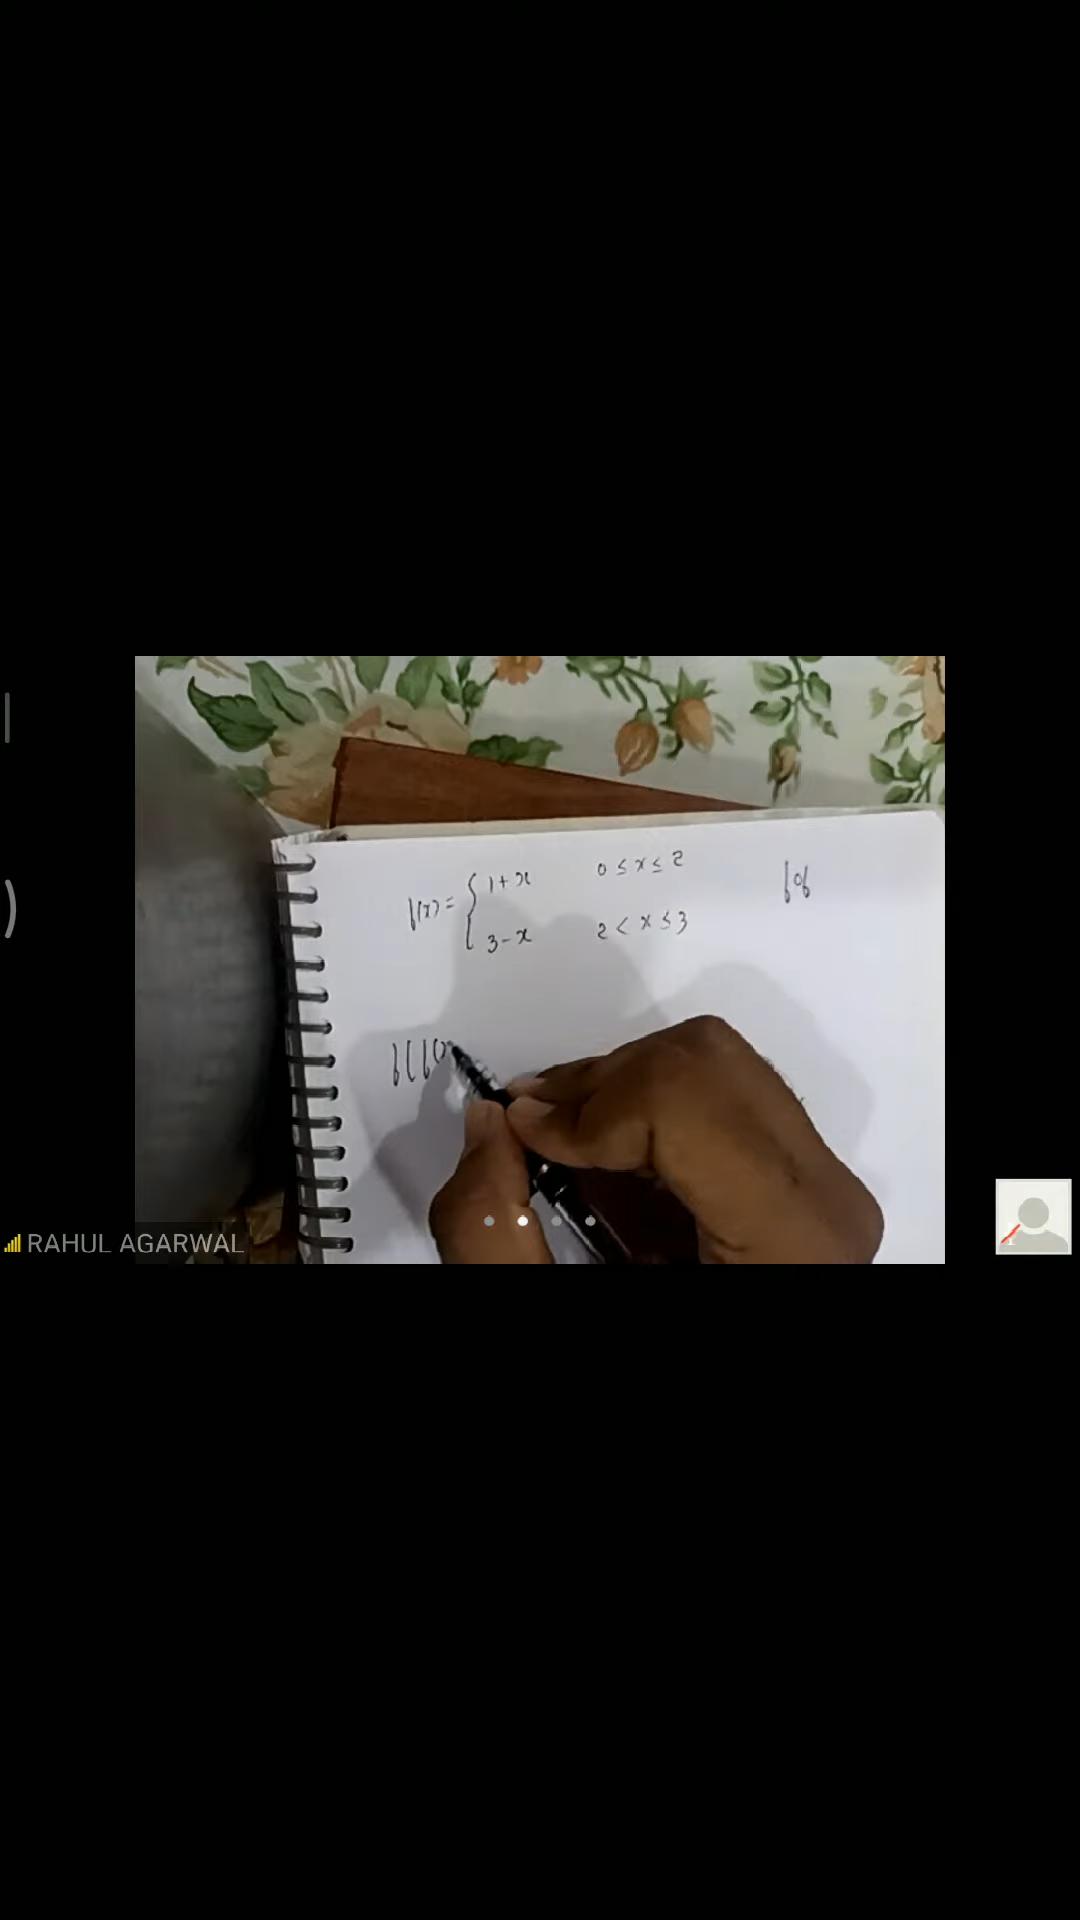 f(x) = { 1+x   0 ≤ x ≤ 2   fof
3-x   2 < x ≤ 3
f(f(x
RAHUL AGARWAL